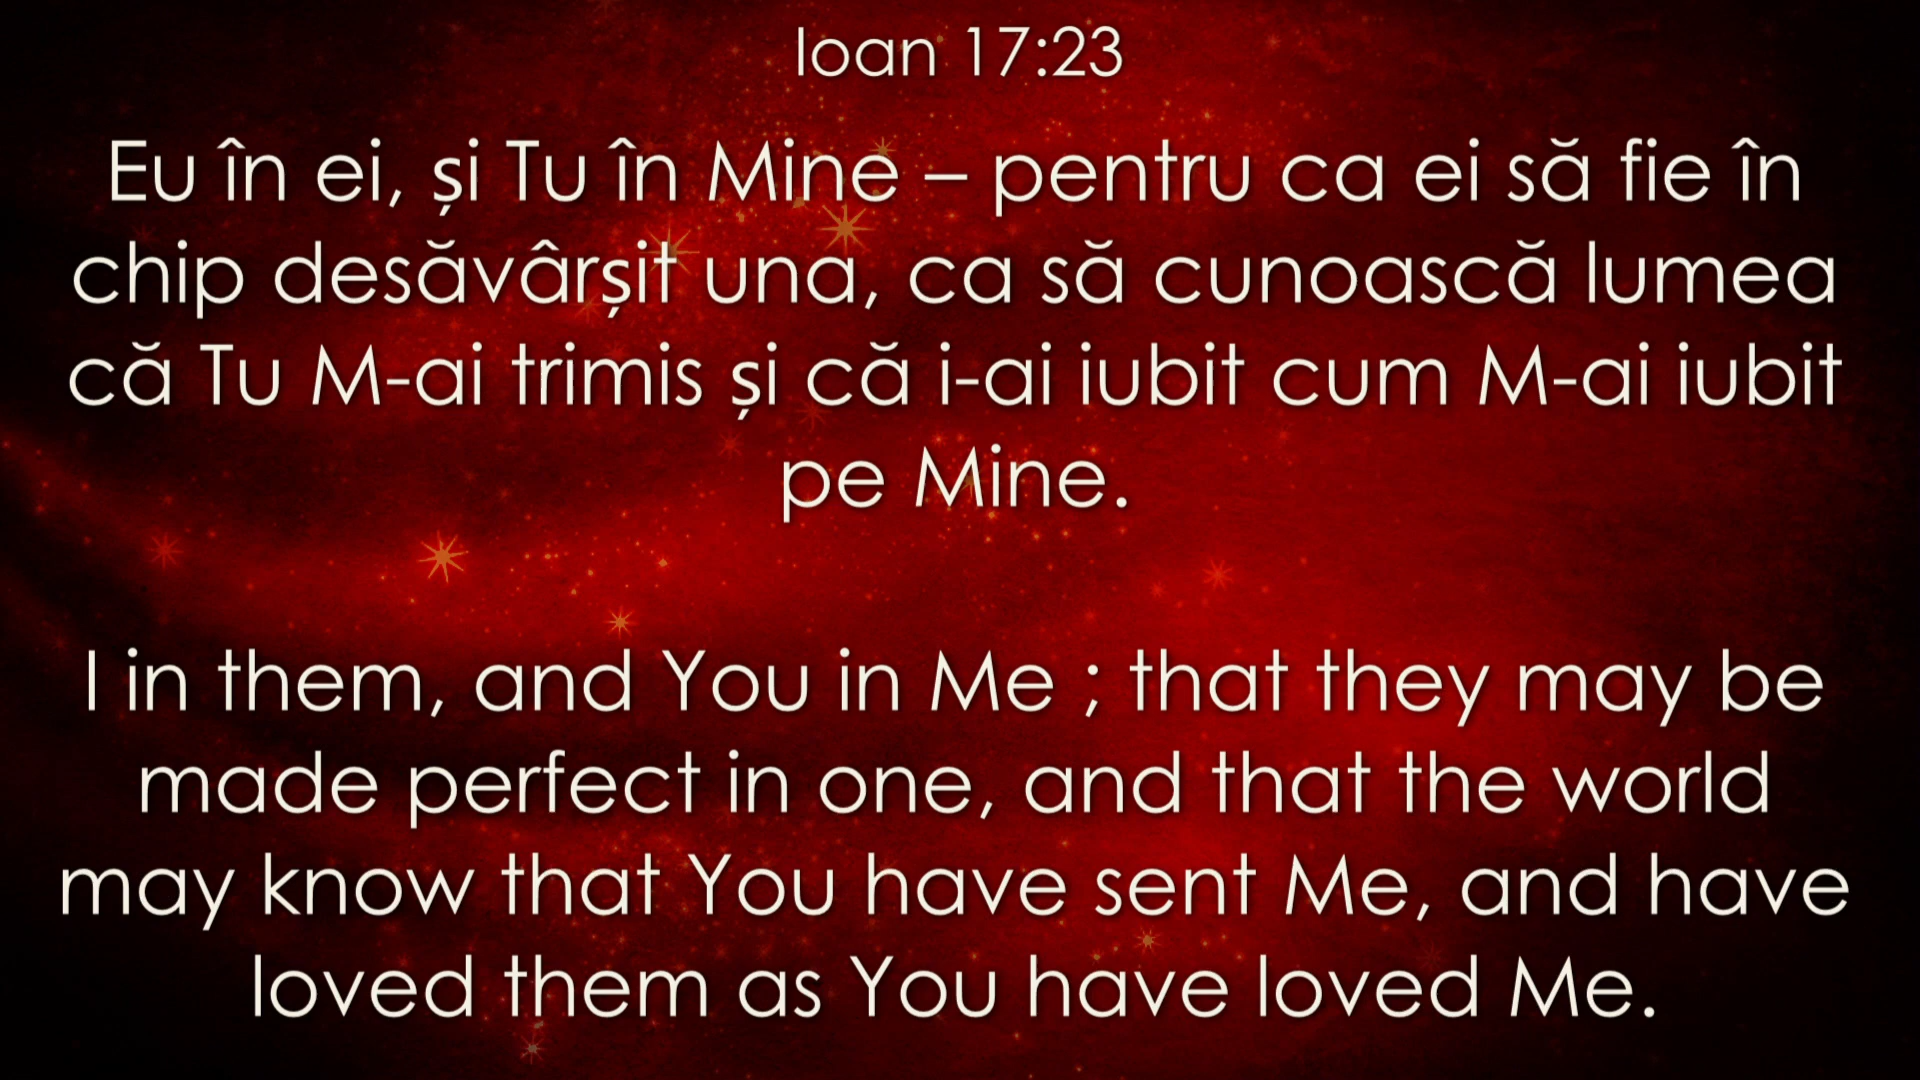 Ioan 17:23
Eu în ei, și Tu în Mine – pentru ca ei să fie în
chip desăvârșit una, ca să cunoască lumea
că Tu M-ai trimis și că i-ai iubit cum M-ai iubit
pe Mine.
I in them, and You in Me ; that they may be
made perfect in one, and that the world
may know that You have sent Me, and have
loved them as You have loved Me.